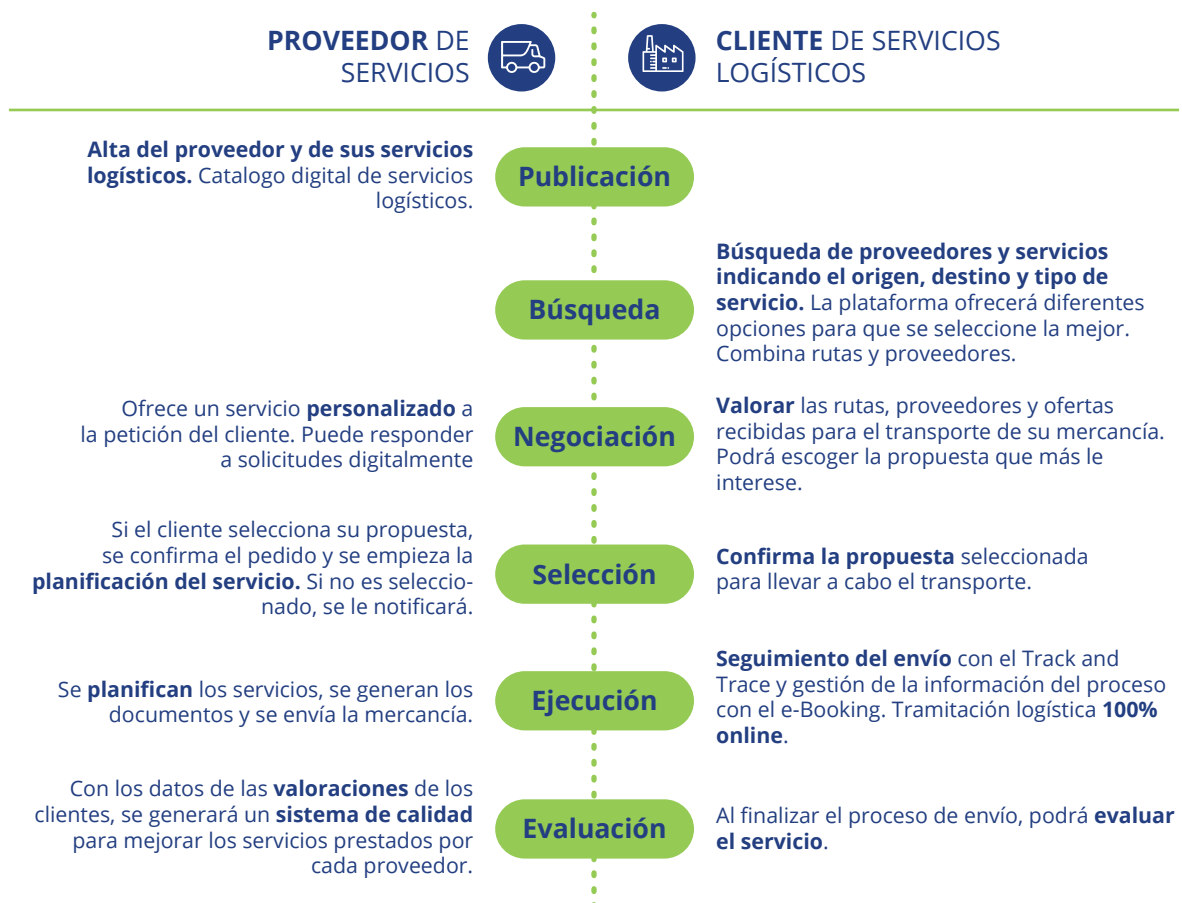 PROVEEDOR DE
SERVICIOS
CLIENTE DE SERVICIOS
LOGÍSTICOS
Alta del proveedor y de sus servicios
logísticos. Catalogo digital de servicios
logísticos.
Publicación
Búsqueda
Búsqueda de proveedores y servicios
indicando el origen, destino y tipo de
servicio. La plataforma ofrecerá diferentes
opciones para que se seleccione la mejor.
Combina rutas y proveedores.
Ofrece un servicio personalizado a
la petición del cliente. Puede responder
a solicitudes digitalmente
Negociación
Valorar las rutas, proveedores y ofertas
recibidas para el transporte de su mercancía.
Podrá escoger la propuesta que más le
interese.
Si el cliente selecciona su propuesta,
se confirma el pedido y se empieza la
planificación del servicio. Si no es seleccio-
nado, se le notificará.
Selección
Confirma la propuesta seleccionada
para llevar a cabo el transporte.
Se planifican los servicios, se generan los
documentos y se envía la mercancía.
Ejecución
Seguimiento del envío con el Track and
Trace y gestión de la información del proceso
con el e-Booking. Tramitación logística 100%
online.
Con los datos de las valoraciones de los
clientes, se generará un sistema de calidad
para mejorar los servicios prestados por
cada proveedor.
Evaluación
Al finalizar el proceso de envío, podrá evaluar
el servicio.